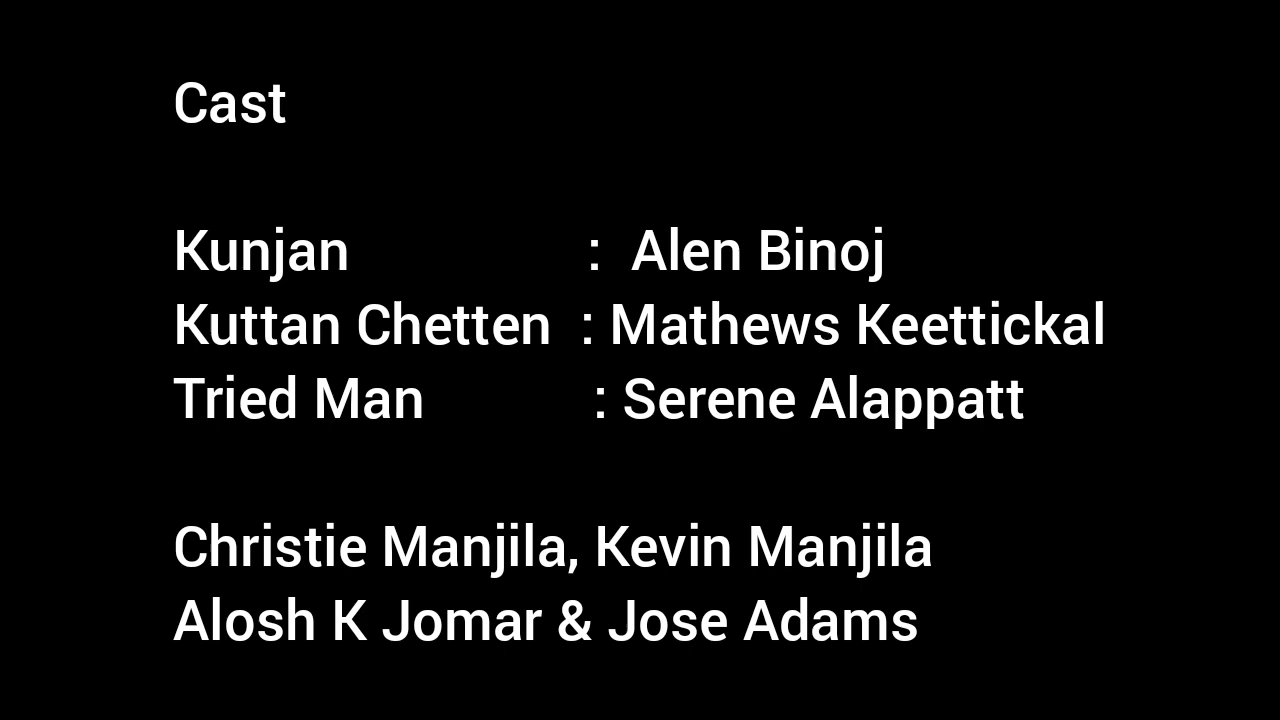 Cast
Kunjan : Alen Binoj
Kuttan Chetten : Mathews Keettickal
Tried Man : Serene Alappatt
Christie Manjila, Kevin Manjila
Alosh K Jomar & Jose Adams